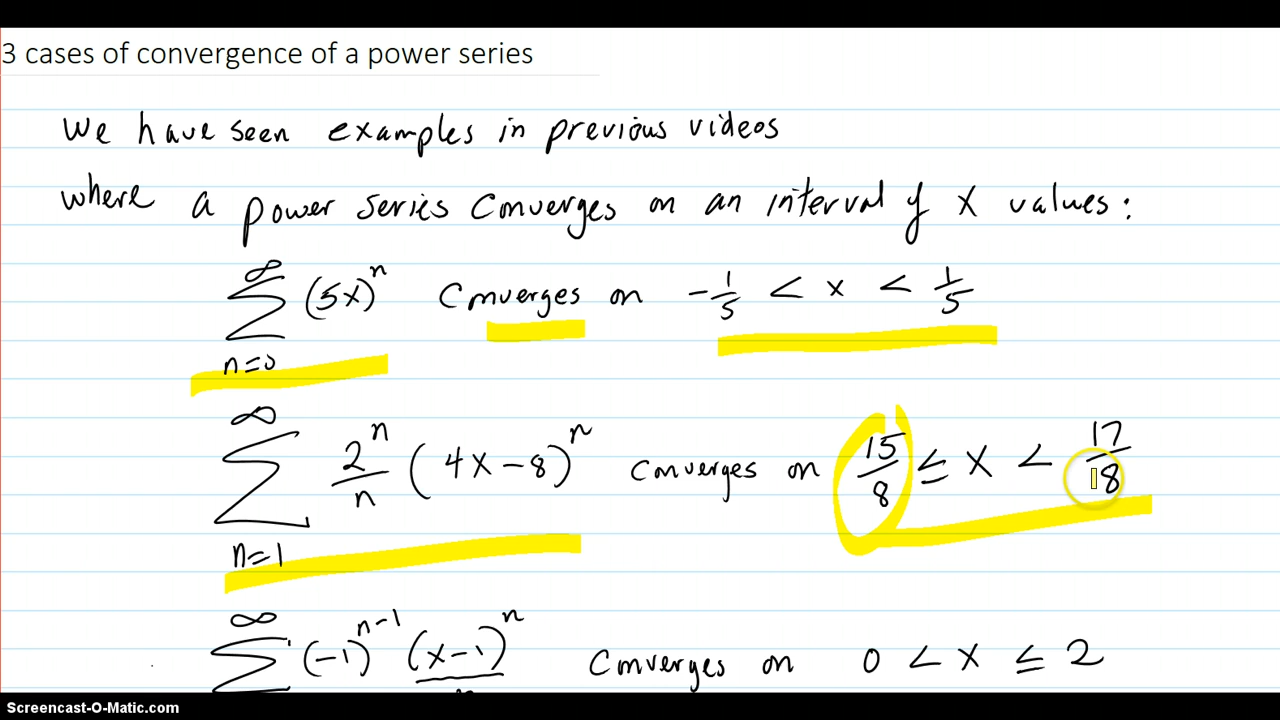 3 cases of convergence of a power series
We have seen examples in previous videos
where a power series converges on an interval of x values:
∞
∑ (5x)^n converges on -1/5 < x < 1/5
n=0
∞
∑ 2^n/n (4x-8)^n converges on 15/8 ≤ x < 17/8
n=1
∞
∑ (-1)^(n-1) (x-1)^n converges on 0 < x ≤ 2
Screencast-O-Matic.com